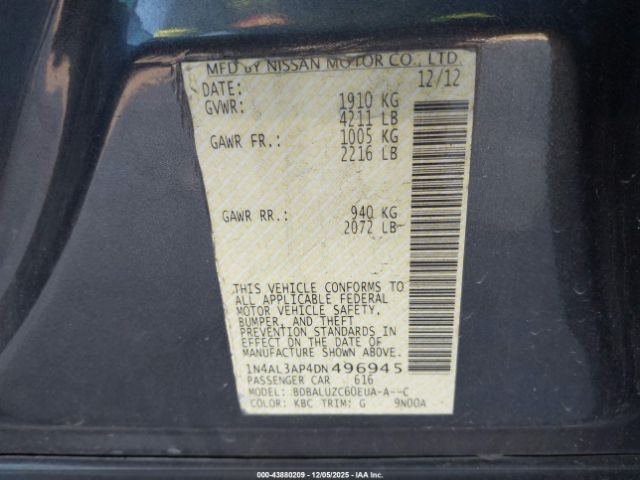 MFD BY NISSAN MOTOR CO., LTD.
DATE: 12/12
GVWR: 1910 KG
4211 LB
GAWR FR.: 1005 KG
2216 LB
GAWR RR.: 940 KG
2072 LB
THIS VEHICLE CONFORMS TO
ALL APPLICABLE FEDERAL
MOTOR VEHICLE SAFETY,
BUMPER, AND THEFT
PREVENTION STANDARDS IN
EFFECT ON THE DATE OF
MANUFACTURE SHOWN ABOVE.
1N4AL3AP4DN496945
PASSENGER CAR 616
MODEL: BDBALUZC60EUA-A--C
COLOR: KBC TRIM: G 9N00A
000-43880209 | 12/05/2025 - IAA Inc.